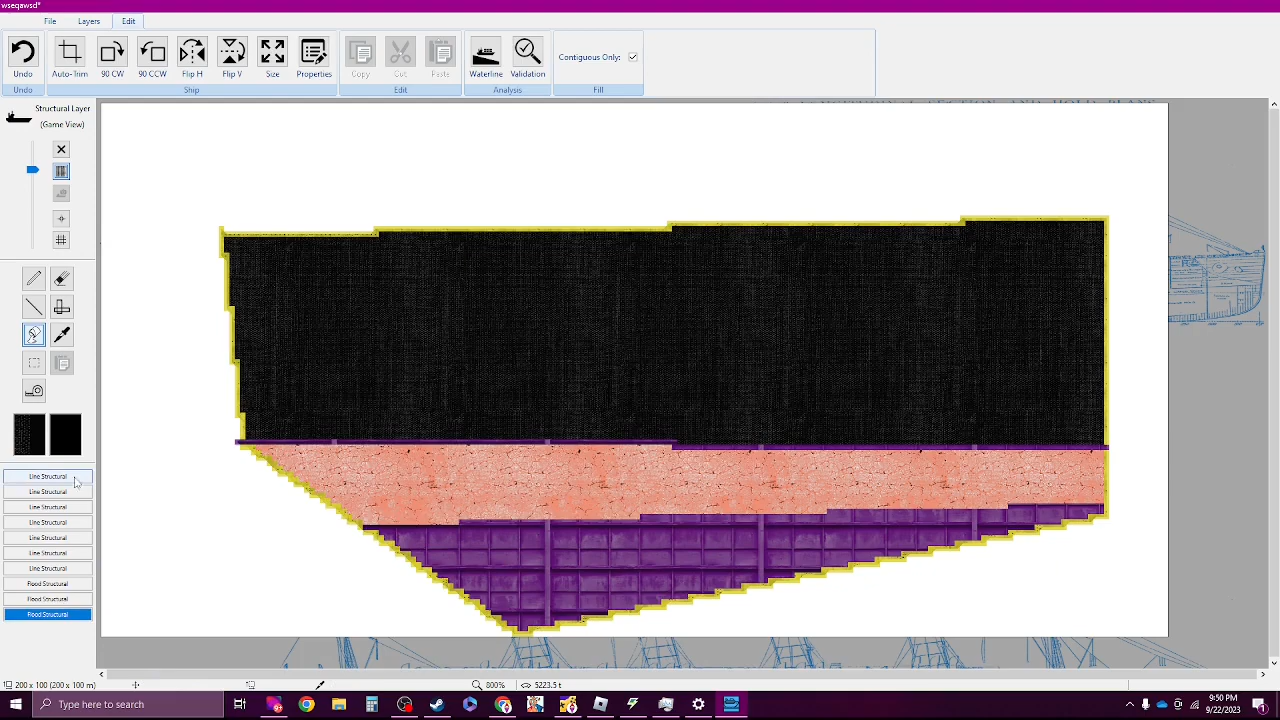 wseqawsd*
File Layers Edit
Undo Auto-Trim 90 CW 90 CCW Flip H Flip V Size Properties Copy Cut Paste Waterline Validation Contiguous Only:
Undo Ship Edit Analysis Fill
Structural Layer
(Game View)
Line Structural
Line Structural
Line Structural
Line Structural
Line Structural
Line Structural
Line Structural
Flood Structural
Flood Structural
Flood Structural
200 x 100 (200 x 100 m) 800% 5223.5t
Type here to search
9:50 PM
9/22/2023
1